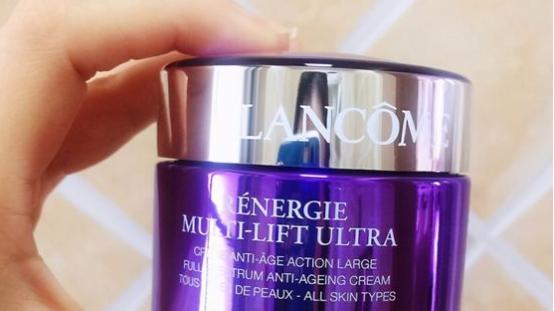 LANCÔME
RÉNERGIE
MULTI-LIFT ULTRA
ANTI-ÂGE ACTION LARGE
ANTI-AGEING CREAM
TOUS DE PEAUX - ALL SKIN TYPES